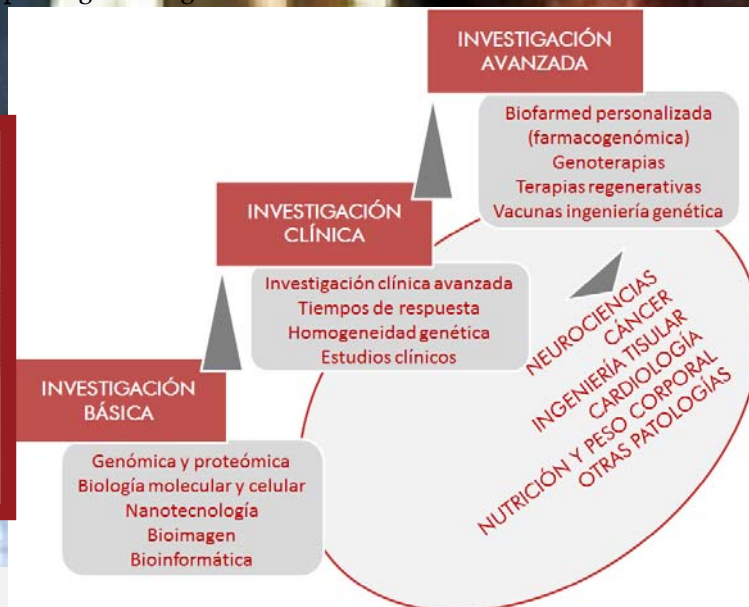 INVESTIGACIÓN
AVANZADA
Biofarmed personalizada
(farmacogenómica)
Genoterapias
Terapias regenerativas
Vacunas ingeniería genética
INVESTIGACIÓN
CLÍNICA
Investigación clínica avanzada
Tiempos de respuesta
Homogeneidad genética
Estudios clínicos
NEUROCIENCIAS
CÁNCER
INGENIERÍA TISULAR
CARDIOLOGÍA
NUTRICIÓN Y PESO CORPORAL
OTRAS PATOLOGÍAS
INVESTIGACIÓN
BÁSICA
Genómica y proteómica
Biología molecular y celular
Nanotecnología
Bioimagen
Bioinformática